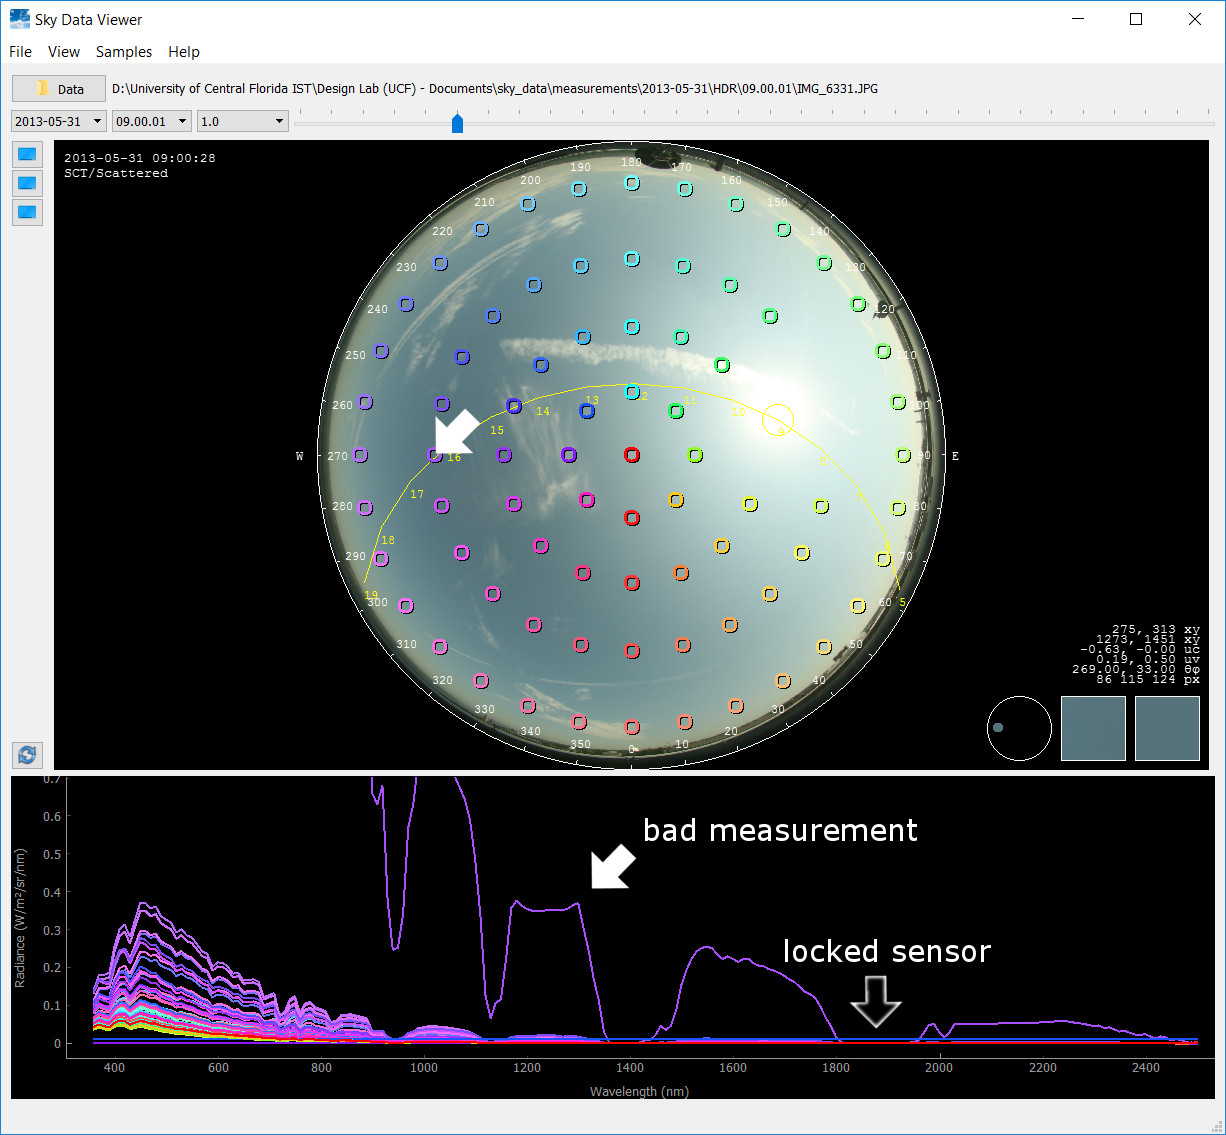 Sky Data Viewer
File View Samples Help
Data D:\University of Central Florida IST\Design Lab (UCF) - Documents\sky_data\measurements\2013-05-31\HDR\09.00.01\IMG_6331.JPG
2013-05-31 09.00.01 1.0
2013-05-31 09:00:28
SCT/Scattered
180
190 170
200 160
210 150
220 140
230 130
240 120
250 110
13 12 11
260 14 10 100
15 9
W 270 16 8 90 E
17 7
280 80
18
290 70
19 300 60 5
310 50
320 40
330 30
340 20
350 0 10
275, 313 xy
1273, 1451 xy
-0.63, -0.00 uc
0.19, 0.50 uv
269.00, 33.00 θφ
86 115 124 px
0.7
0.6
0.5
0.4
0.3
0.2
0.1
0
Radiance (W/m²/sr/nm)
bad measurement
locked sensor
400 600 800 1000 1200 1400 1600 1800 2000 2200 2400
Wavelength (nm)